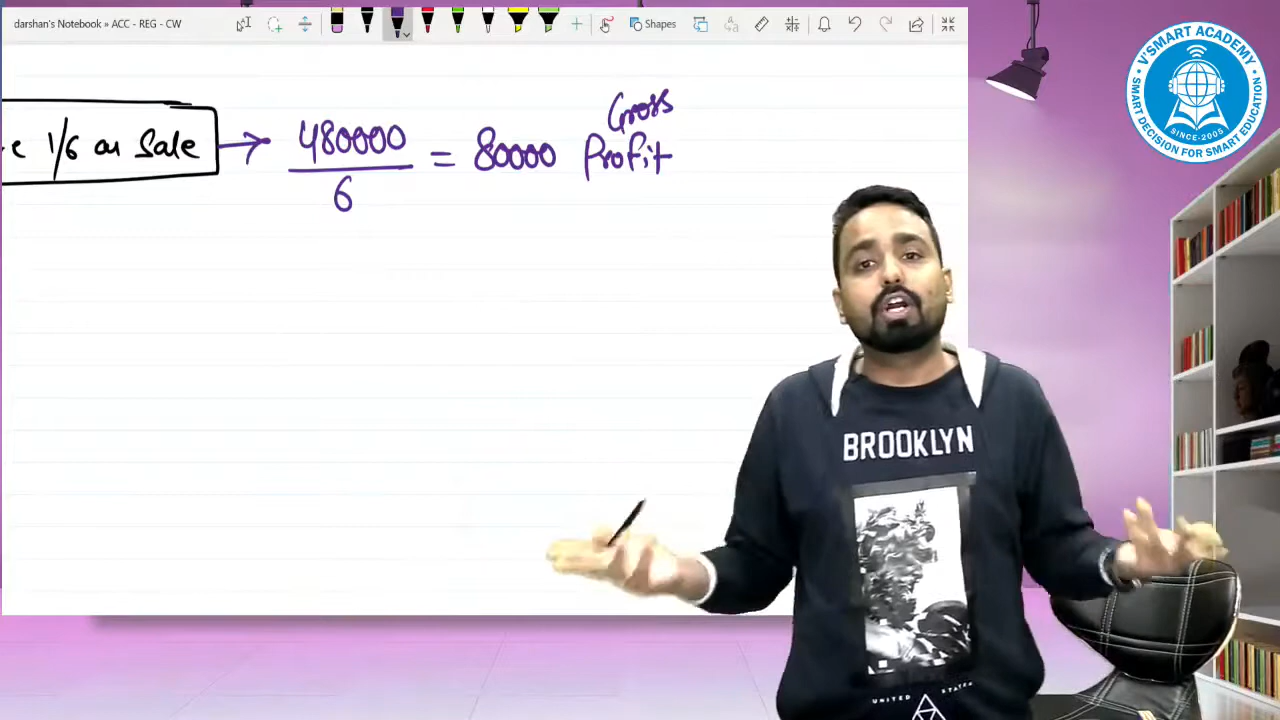 darshan's Notebook » ACC - REG - CW
Shapes
1/6 on Sale → 480000 / 6 = 80000 Gross Profit
V'SMART ACADEMY
SINCE-2005
SMART DECISION FOR SMART EDUCATION
BROOKLYN
UNITED STATES